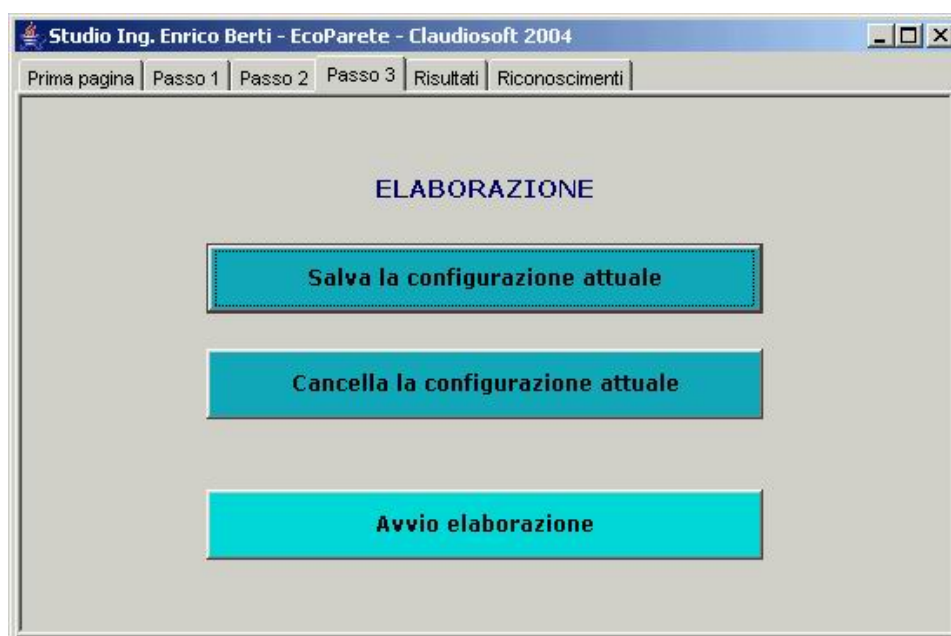 Studio Ing. Enrico Berti - EcoParete - Claudiosoft 2004
Prima pagina Passo 1 Passo 2 Passo 3 Risultati Riconoscimenti
ELABORAZIONE
Salva la configurazione attuale
Cancella la configurazione attuale
Avvio elaborazione